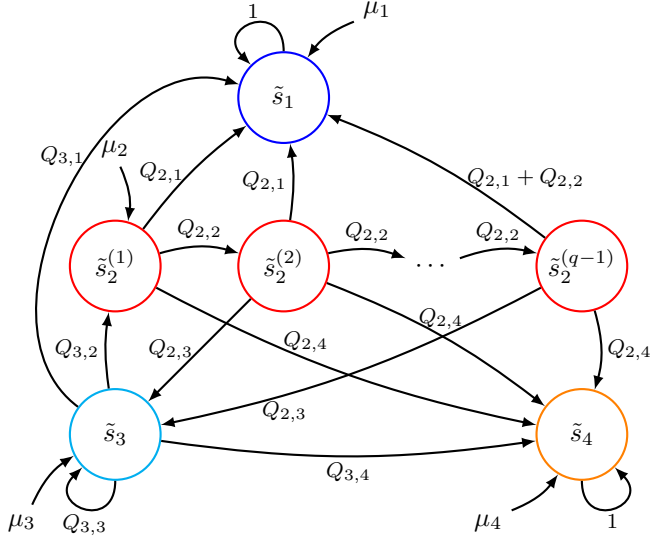 1
μ₁
s̃₁
Q₃,₁
μ₂
Q₂,₁
Q₂,₁
Q₂,₁ + Q₂,₂
Q₂,₂
Q₂,₂
Q₂,₂
s̃₂⁽¹⁾
s̃₂⁽²⁾
...
s̃₂⁽q⁻¹⁾
Q₃,₂
Q₂,₃
Q₂,₄
Q₂,₄
Q₂,₄
Q₂,₃
s̃₃
s̃₄
Q₃,₄
μ₃
Q₃,₃
μ₄
1